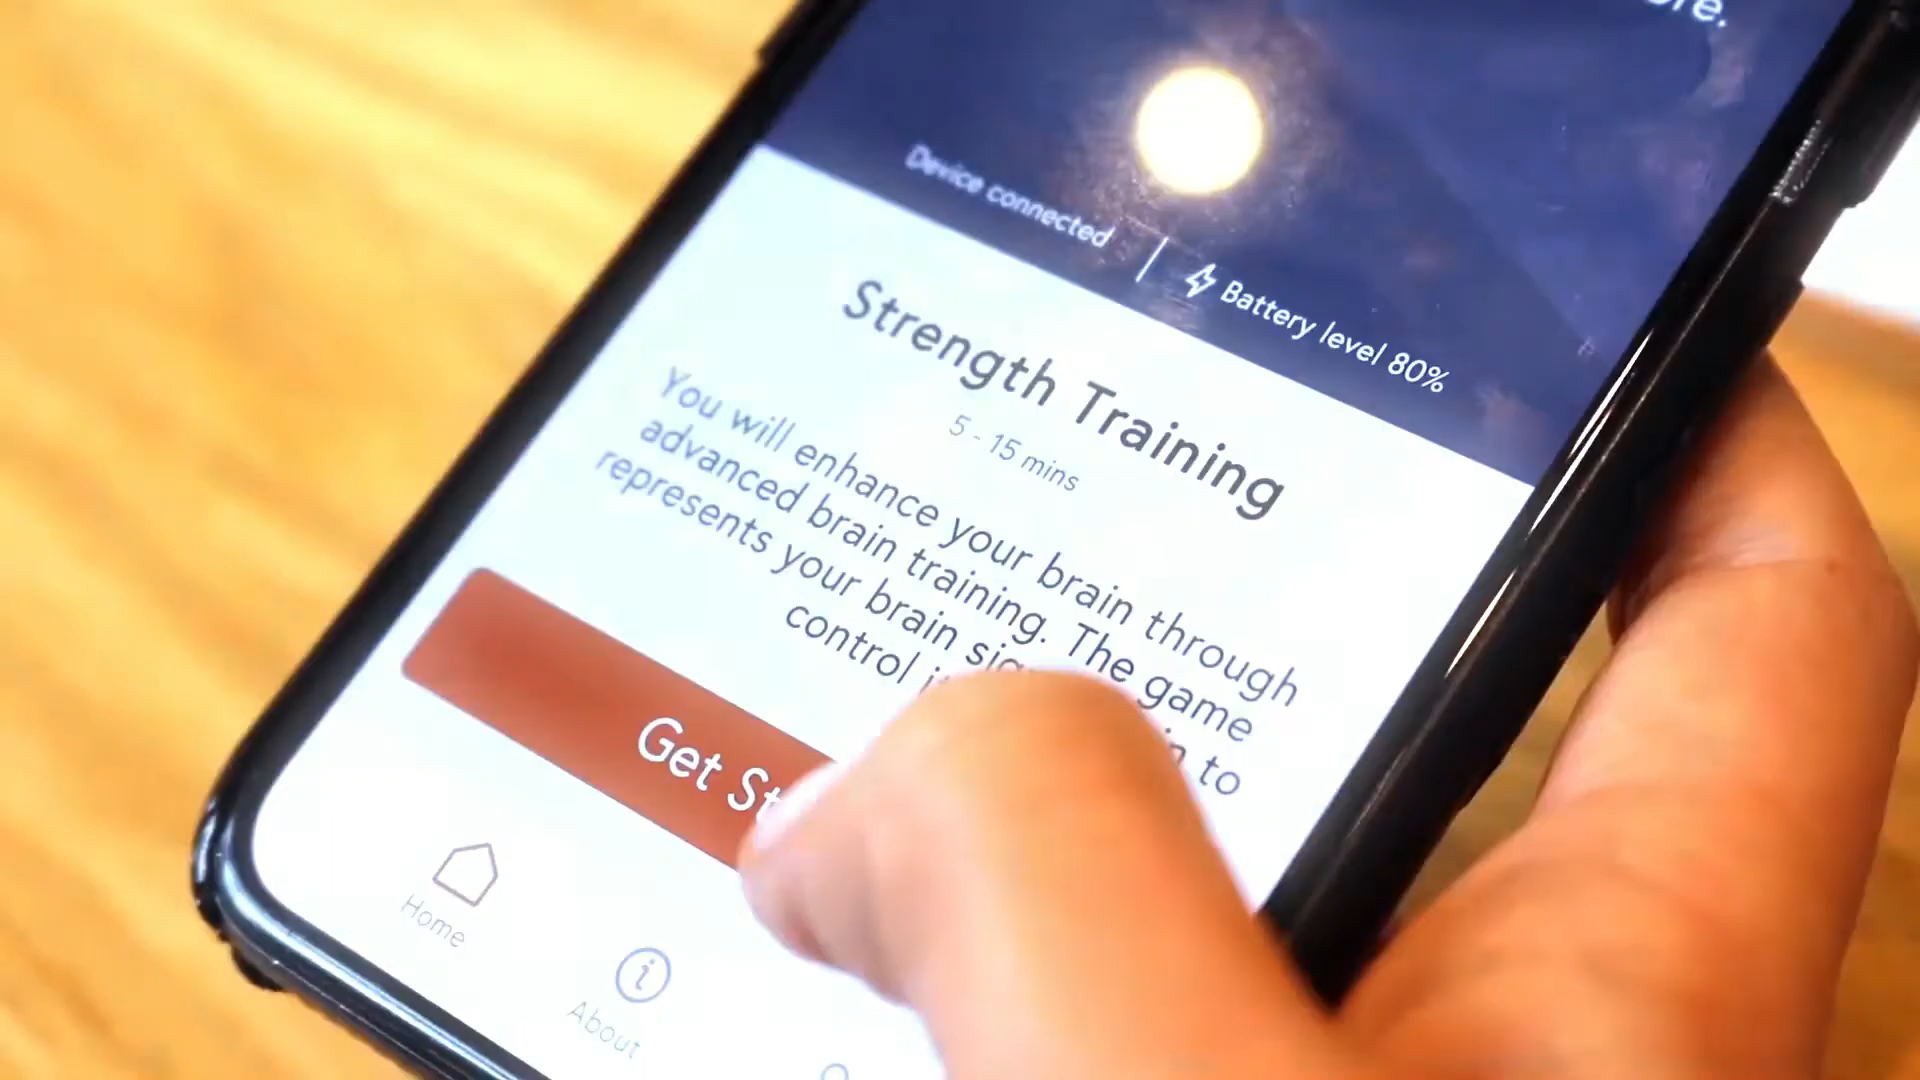 Device connected | Battery level 80%
Strength Training
5 - 15 mins
You will enhance your brain through
advanced brain training. The game
represents your brain
control to
Get
Home
About